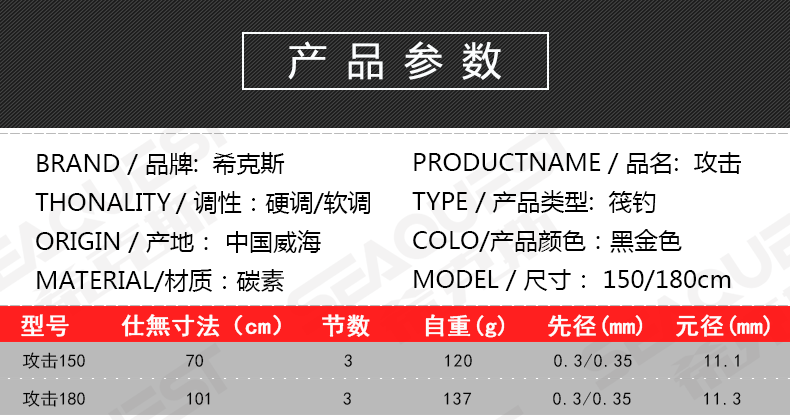 产品参数
BRAND / 品牌: 希克斯
PRODUCTNAME / 品名: 攻击
THONALITY / 调性：硬调/软调
TYPE / 产品类型: 筏钓
ORIGIN / 产地： 中国威海
COLO/产品颜色：黑金色
MATERIAL/材质：碳素
MODEL / 尺寸： 150/180cm
型号 仕無寸法（cm） 节数 自重(g) 先径(mm) 元径(mm)
攻击150 70 3 120 0.3/0.35 11.1
攻击180 101 3 137 0.3/0.35 11.3
SEAQUEST